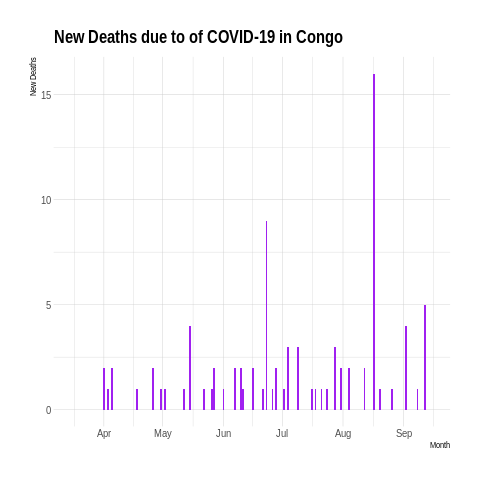 New Deaths due to of COVID-19 in Congo
New Deaths
15
10
5
0
Apr May Jun Jul Aug Sep
Month